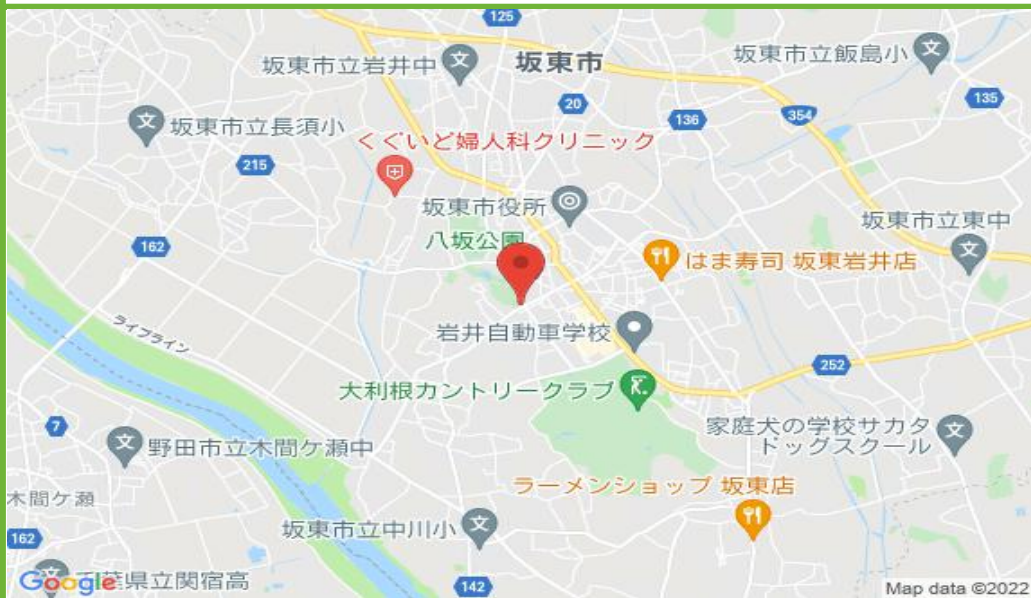 125
坂東市立岩井中
坂東市
坂東市立飯島小
20
135
136
354
坂東市立長須小
くぐいど婦人科クリニック
215
坂東市役所
坂東市立東中
八坂公園
162
はま寿司 坂東岩井店
ライフライン
岩井自動車学校
252
大利根カントリークラブ
7
野田市立木間ケ瀬中
家庭犬の学校サカタ
ドッグスクール
木間ケ瀬
ラーメンショップ 坂東店
坂東市立中川小
162
Google
県立関宿高
142
Map data ©2022